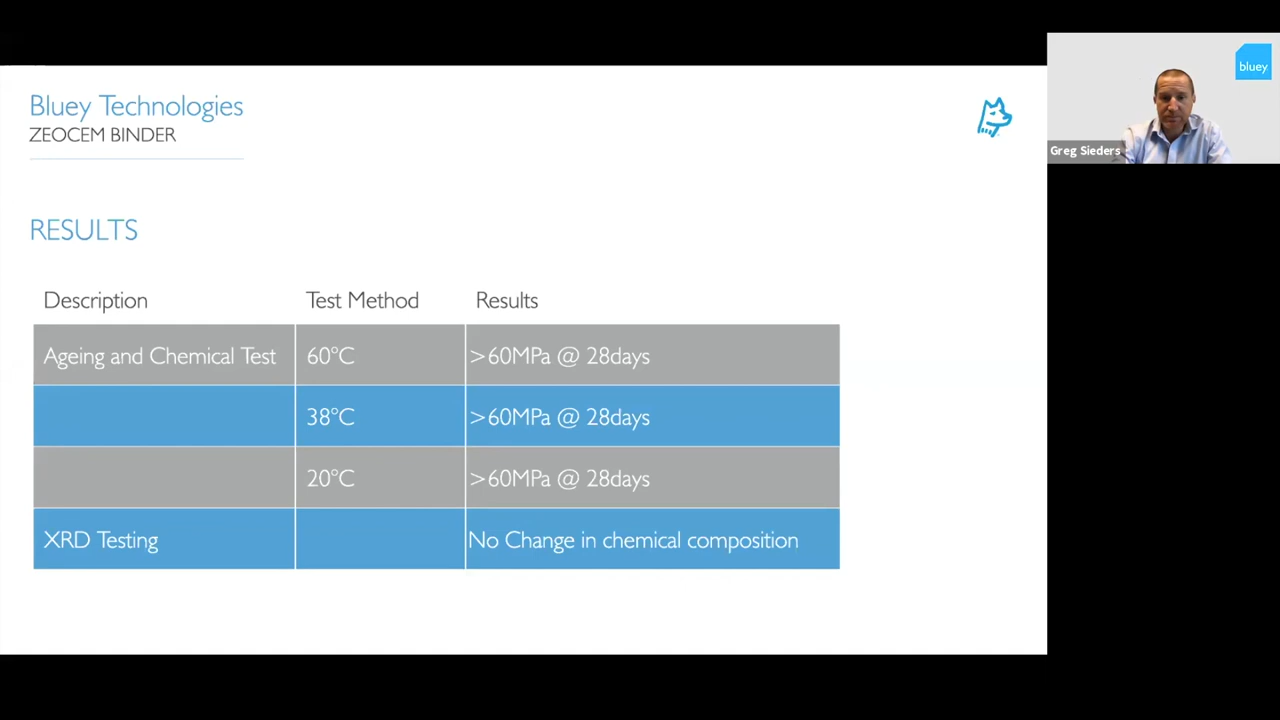 Bluey Technologies
ZEOCEM BINDER
bluey
Greg Sieders
RESULTS
Description Test Method Results
Ageing and Chemical Test 60°C >60MPa @ 28days
38°C >60MPa @ 28days
20°C >60MPa @ 28days
XRD Testing No Change in chemical composition